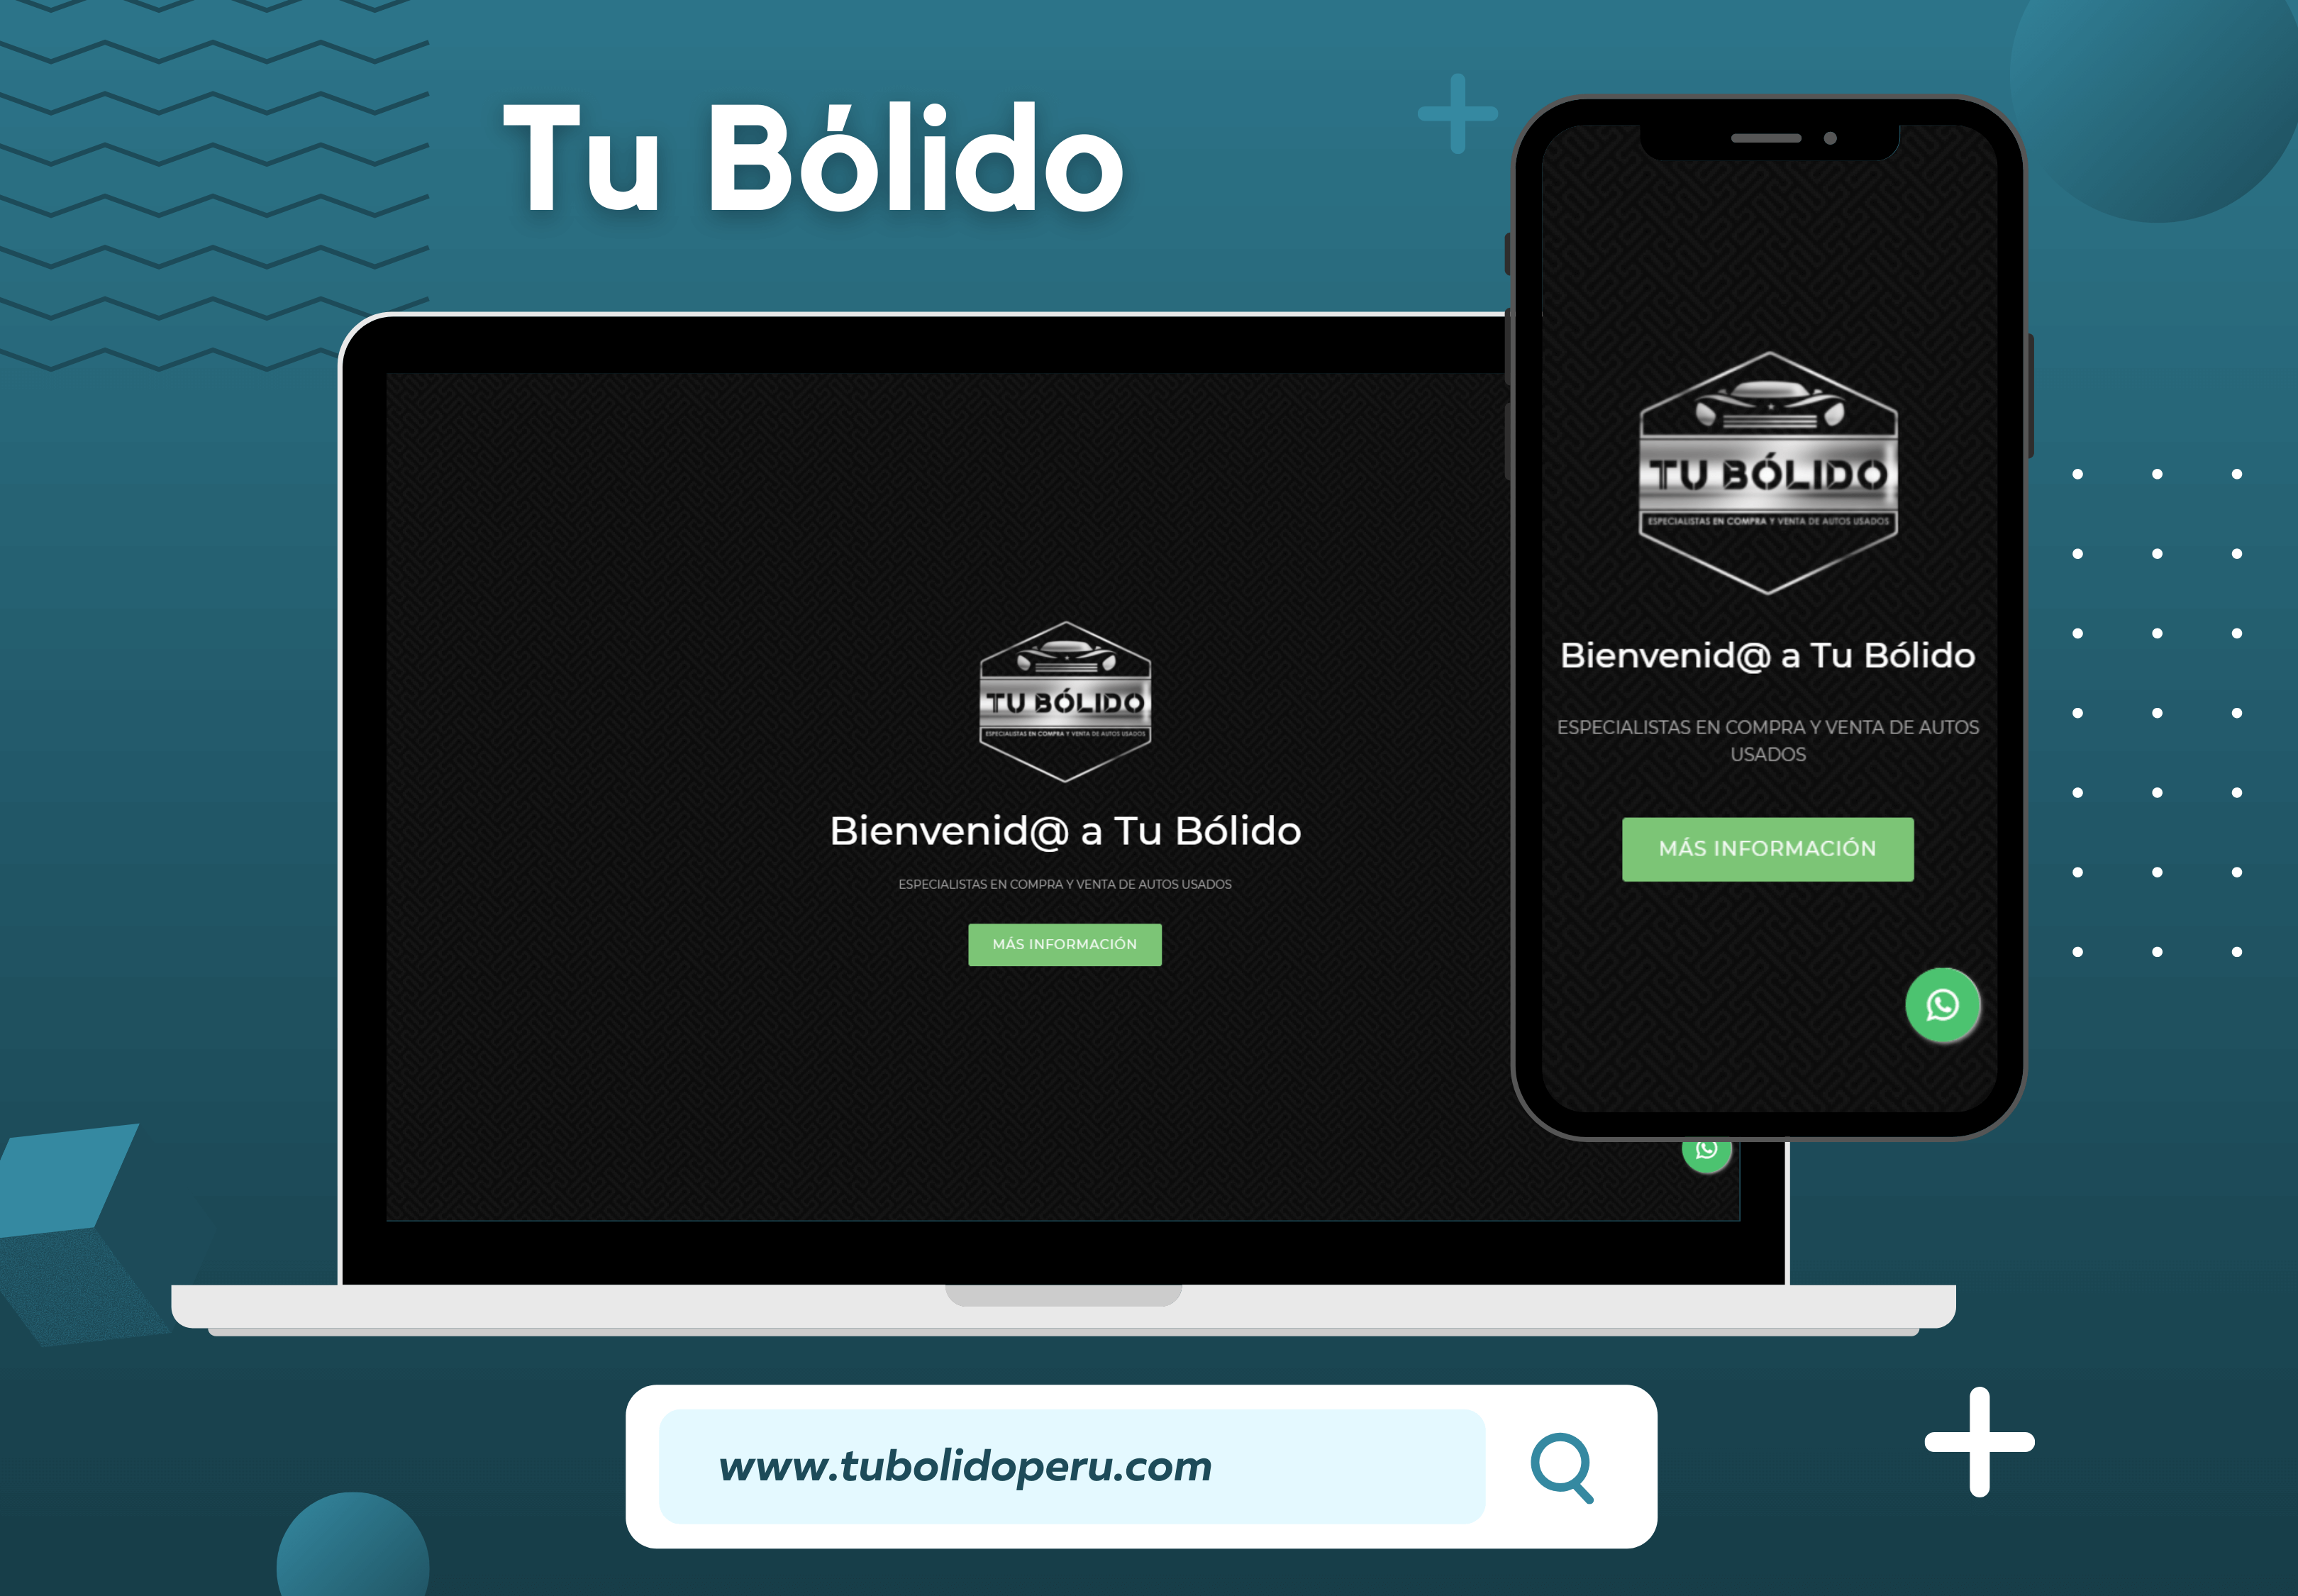 Tu Bólido
TU BÓLIDO
ESPECIALISTAS EN COMPRA Y VENTA DE AUTOS USADOS
Bienvenid@ a Tu Bólido
ESPECIALISTAS EN COMPRA Y VENTA DE AUTOS USADOS
MÁS INFORMACIÓN
TU BÓLIDO
ESPECIALISTAS EN COMPRA Y VENTA DE AUTOS USADOS
Bienvenid@ a Tu Bólido
ESPECIALISTAS EN COMPRA Y VENTA DE AUTOS
USADOS
MÁS INFORMACIÓN
www.tubolidoperu.com